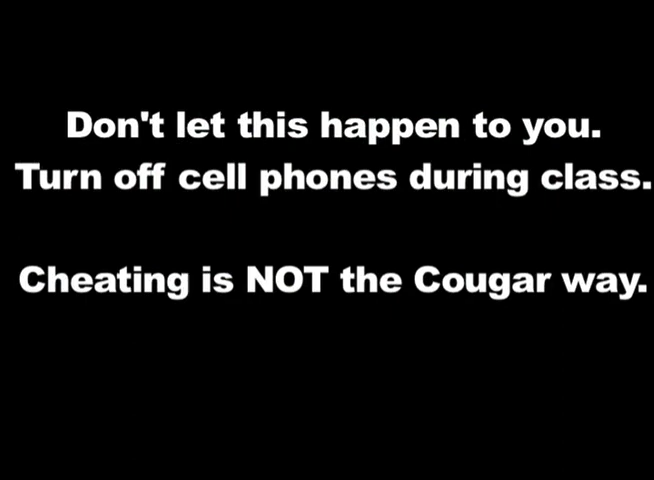 Don't let this happen to you.
Turn off cell phones during class.
Cheating is NOT the Cougar way.